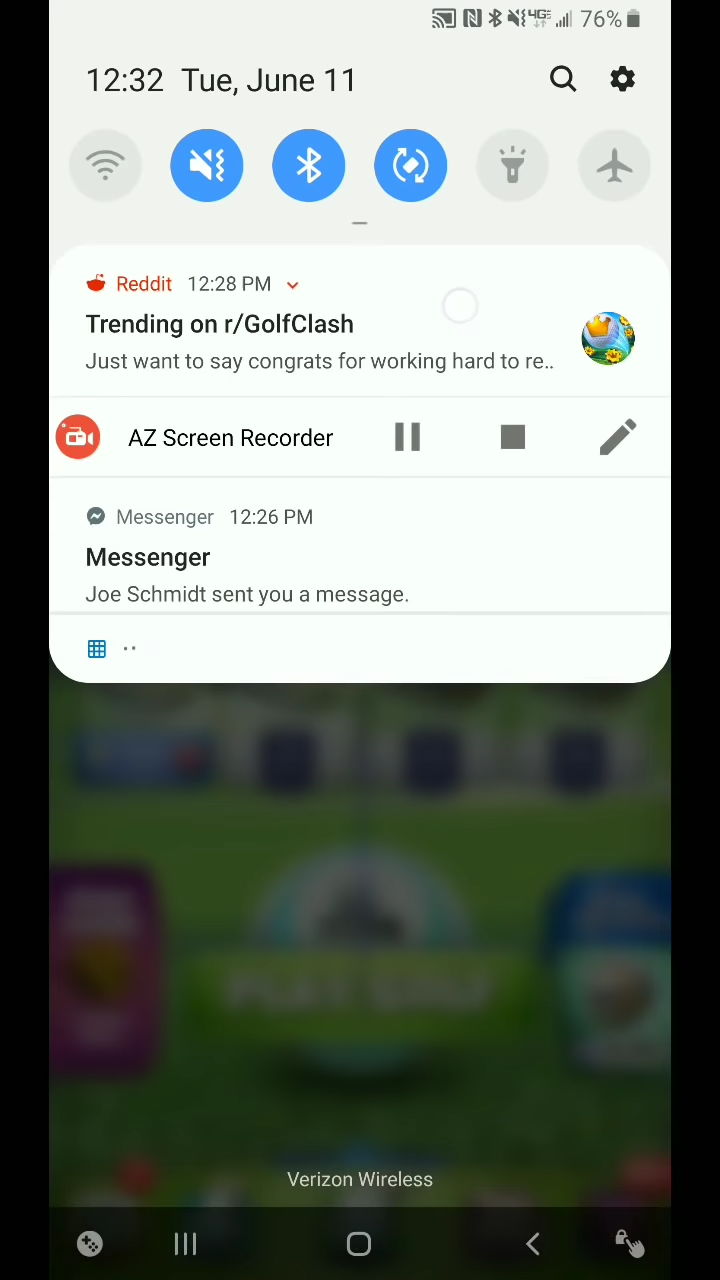 4GE 76%
12:32 Tue, June 11
Reddit 12:28 PM
Trending on r/GolfClash
Just want to say congrats for working hard to re..
AZ Screen Recorder
Messenger 12:26 PM
Messenger
Joe Schmidt sent you a message.
Verizon Wireless